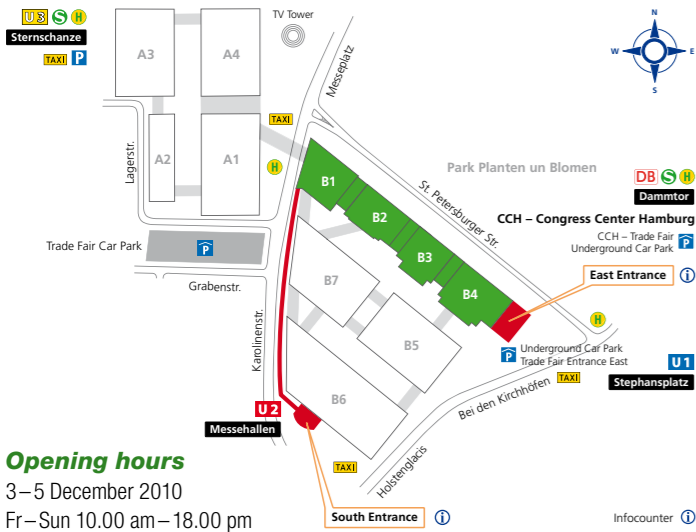 U3 S H
Sternschanze
TAXI P
TV Tower
A3
A4
A2
A1
Lagerstr.
Messeplatz
TAXI
H
N
W E
S
Park Planten un Blomen
St. Petersburger Str.
DB S H
Dammtor
CCH – Congress Center Hamburg
CCH – Trade Fair
Underground Car Park P
East Entrance i
B1
B2
B3
B4
B7
B5
B6
Trade Fair Car Park
P
Grabenstr.
Karolinenstr.
H
P Underground Car Park
Trade Fair Entrance East
U1
Stephansplatz
TAXI
Bei den Kirchhöfen
U2
Messehallen
TAXI
Holstenglacis
Opening hours
3–5 December 2010
Fr–Sun 10.00 am–18.00 pm
South Entrance i
Infocounter i